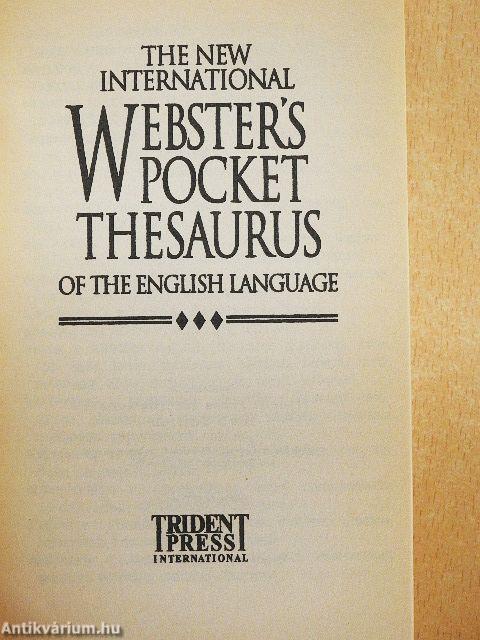 THE NEW
INTERNATIONAL
WEBSTER'S
POCKET
THESAURUS
OF THE ENGLISH LANGUAGE
TRIDENT
PRESS
INTERNATIONAL
Antikvárium.hu